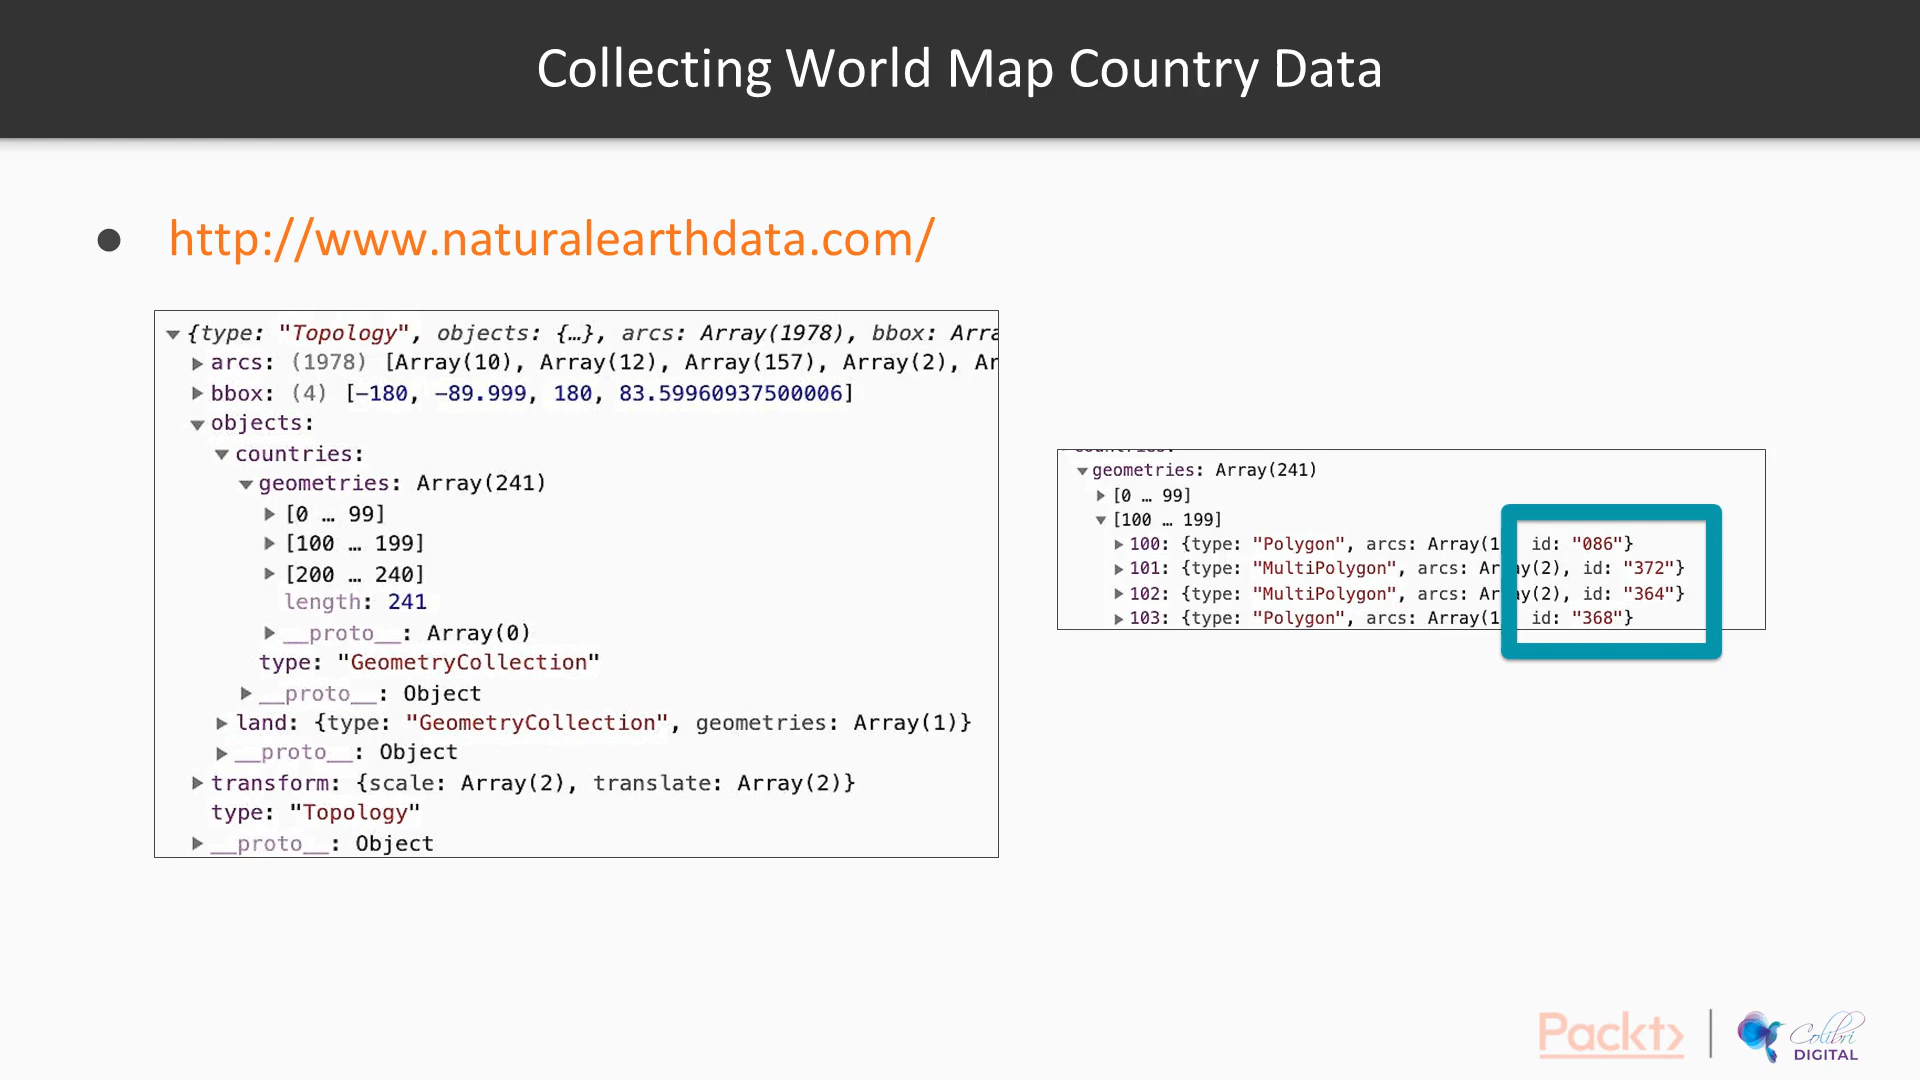 Collecting World Map Country Data
● http://www.naturalearthdata.com/
▼ {type: "Topology", objects: {…}, arcs: Array(1978), bbox: Arra
▶ arcs: (1978) [Array(10), Array(12), Array(157), Array(2), Ar
▶ bbox: (4) [-180, -89.999, 180, 83.59960937500006]
▼ objects:
▼ countries:
▼ geometries: Array(241)
▶ [0 … 99]
▶ [100 … 199]
▶ [200 … 240]
length: 241
▶ __proto__: Array(0)
type: "GeometryCollection"
▶ __proto__: Object
▶ land: {type: "GeometryCollection", geometries: Array(1)}
▶ __proto__: Object
▶ transform: {scale: Array(2), translate: Array(2)}
type: "Topology"
▶ __proto__: Object
▼ geometries: Array(241)
▶ [0 … 99]
▼ [100 … 199]
▶ 100: {type: "Polygon", arcs: Array(1 id: "086"}
▶ 101: {type: "MultiPolygon", arcs: Array(2), id: "372"}
▶ 102: {type: "MultiPolygon", arcs: Array(2), id: "364"}
▶ 103: {type: "Polygon", arcs: Array(1 id: "368"}
Packt>
Colibri
DIGITAL